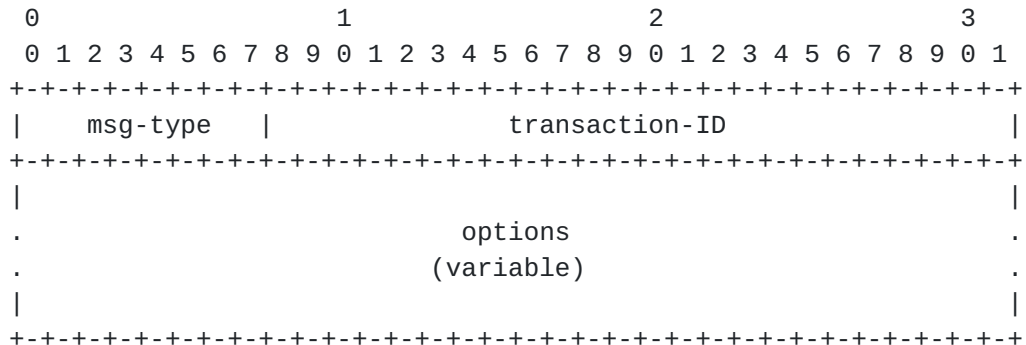 0                   1                   2                   3
 0 1 2 3 4 5 6 7 8 9 0 1 2 3 4 5 6 7 8 9 0 1 2 3 4 5 6 7 8 9 0 1
+-+-+-+-+-+-+-+-+-+-+-+-+-+-+-+-+-+-+-+-+-+-+-+-+-+-+-+-+-+-+-+-+
|    msg-type   |               transaction-ID                  |
+-+-+-+-+-+-+-+-+-+-+-+-+-+-+-+-+-+-+-+-+-+-+-+-+-+-+-+-+-+-+-+-+
|                                                               |
.                            options                            .
.                          (variable)                           .
|                                                               |
+-+-+-+-+-+-+-+-+-+-+-+-+-+-+-+-+-+-+-+-+-+-+-+-+-+-+-+-+-+-+-+-+